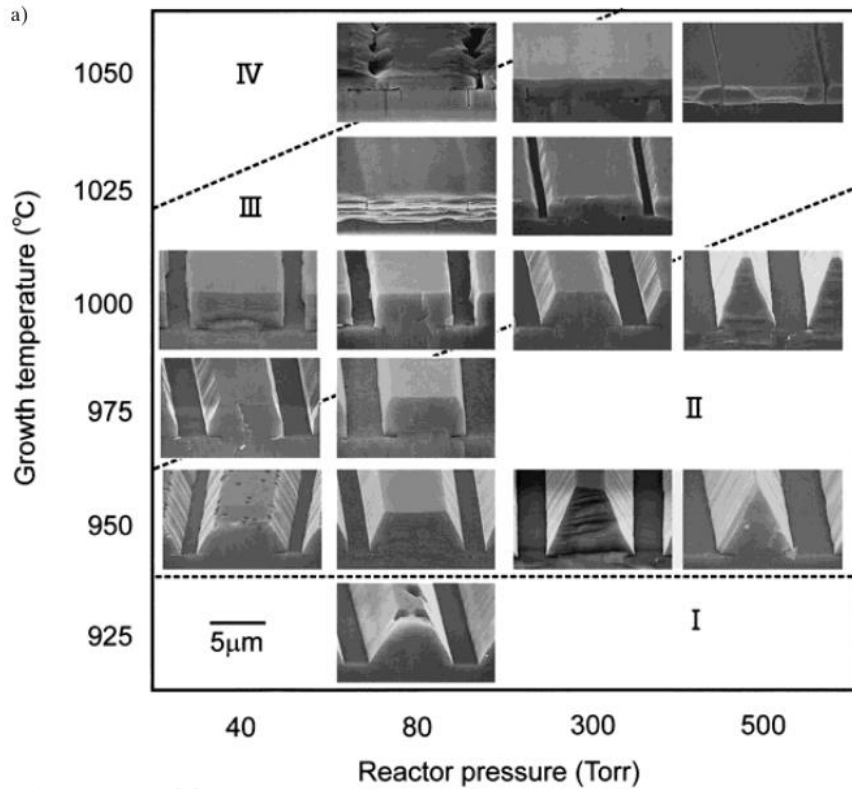 a)
1050
IV
1025
III
Growth temperature (°C)
1000
975
II
950
925
5μm
I
40
80
300
500
Reactor pressure (Torr)